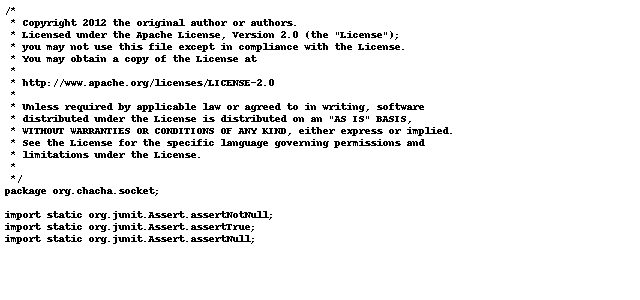 /*
 * Copyright 2012 the original author or authors.
 * Licensed under the Apache License, Version 2.0 (the "License");
 * you may not use this file except in compliance with the License.
 * You may obtain a copy of the License at
 *
 * http://www.apache.org/licenses/LICENSE-2.0
 *
 * Unless required by applicable law or agreed to in writing, software
 * distributed under the License is distributed on an "AS IS" BASIS,
 * WITHOUT WARRANTIES OR CONDITIONS OF ANY KIND, either express or implied.
 * See the License for the specific language governing permissions and
 * limitations under the License.
 *
 */
package org.chacha.socket;

import static org.junit.Assert.assertNotNull;
import static org.junit.Assert.assertTrue;
import static org.junit.Assert.assertNull;